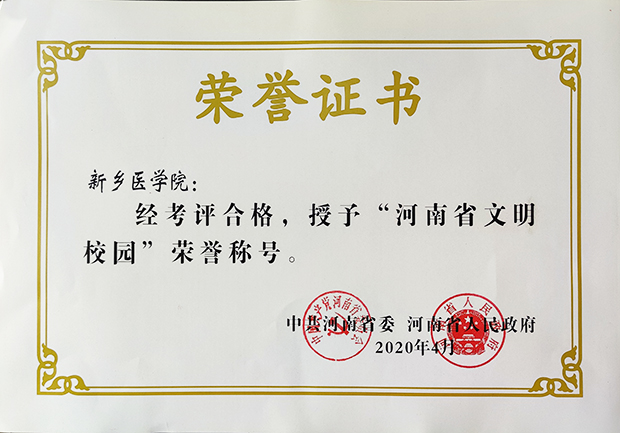 荣誉证书
新乡医学院：
经考评合格，授予“河南省文明
校园”荣誉称号。
中共河南省委 河南省人民政府
2020年4月